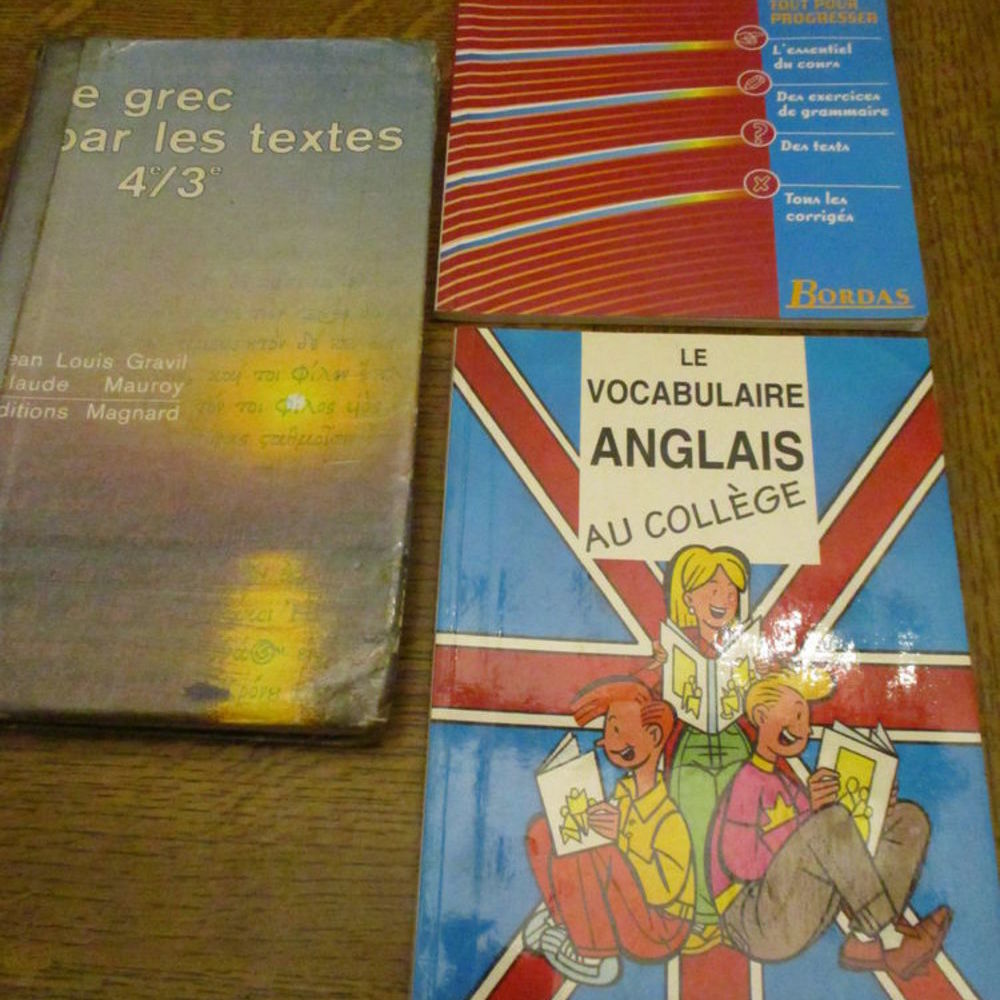 e grec
par les textes
4e/3e
ean Louis Gravil
laude Mauroy
ditions Magnard
TOUT POUR
PROGRESSER
L'essentiel
du cours
Des exercices
de grammaire
Des tests
Tous les
corrigés
BORDAS
LE
VOCABULAIRE
ANGLAIS
AU COLLÈGE